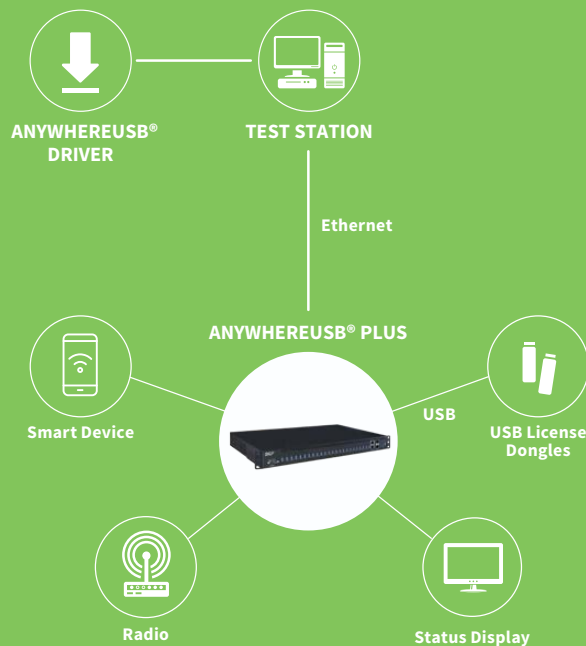 ANYWHEREUSB®
DRIVER
TEST STATION
Ethernet
ANYWHEREUSB® PLUS
Smart Device
USB
USB License
Dongles
Radio
Status Display